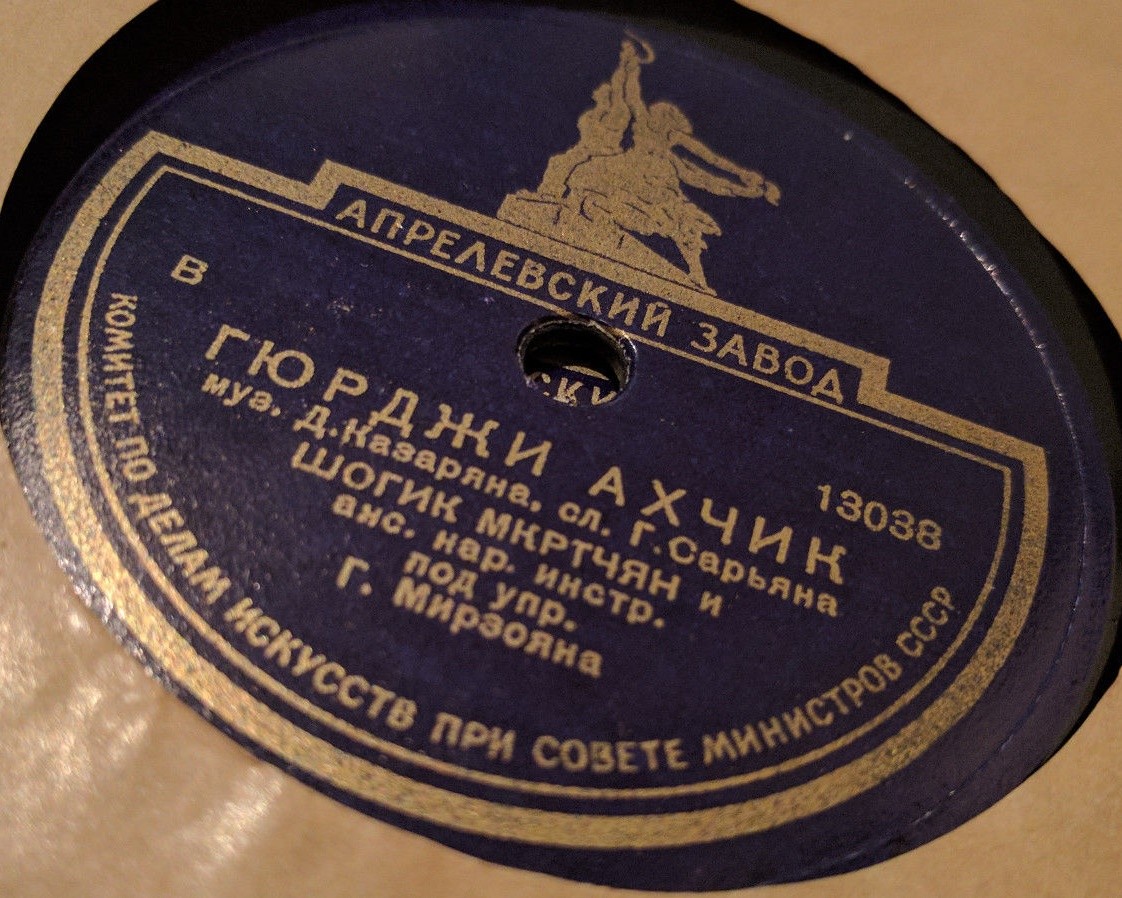 АПРЕЛЕВСКИЙ ЗАВОД
В
ГЮРДЖИ АХЧИК
13038
муз. Д.Казаряна, сл. Г.Сарьяна
ШОГИК МКРТЧЯН и
анс. нар. инстр.
под упр.
Г. Мирзояна
КОМИТЕТ ПО ДЕЛАМ ИСКУССТВ ПРИ СОВЕТЕ МИНИСТРОВ СССР